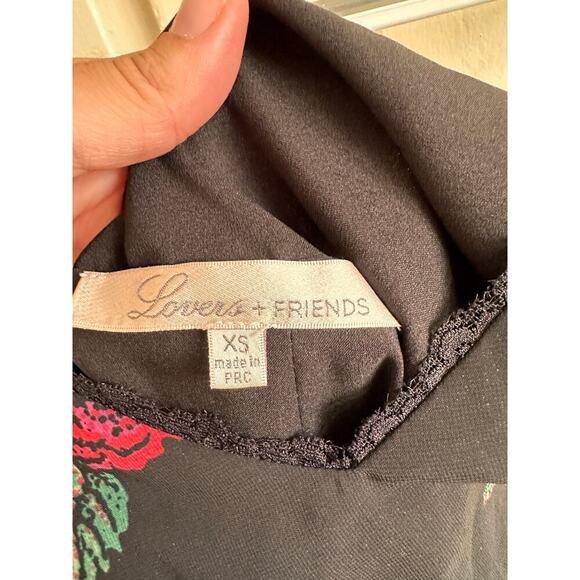 Lovers + FRIENDS
XS
made in
PRC